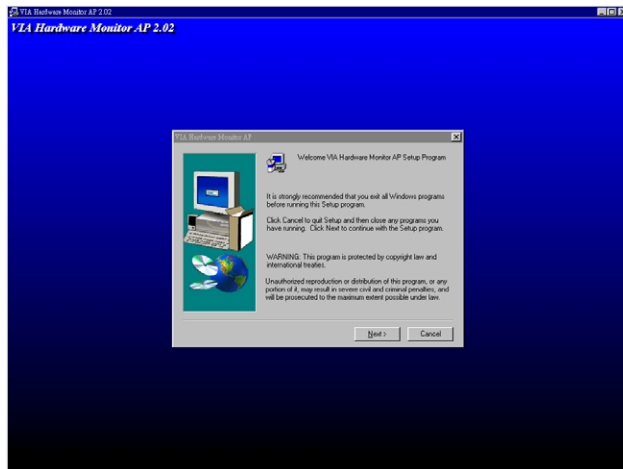 VIA Hardware Monitor AP 2.02
VIA Hardware Monitor AP 2.02
VIA Hardware Monitor AP
Welcome VIA Hardware Monitor AP Setup Program
It is strongly recommended that you exit all Windows programs
before running this Setup program.
Click Cancel to quit Setup and then close any programs you
have running. Click Next to continue with the Setup program.
WARNING: This program is protected by copyright law and
international treaties.
Unauthorized reproduction or distribution of this program, or any
portion of it, may result in severe civil and criminal penalties, and
will be prosecuted to the maximum extent possible under law.
Next >
Cancel